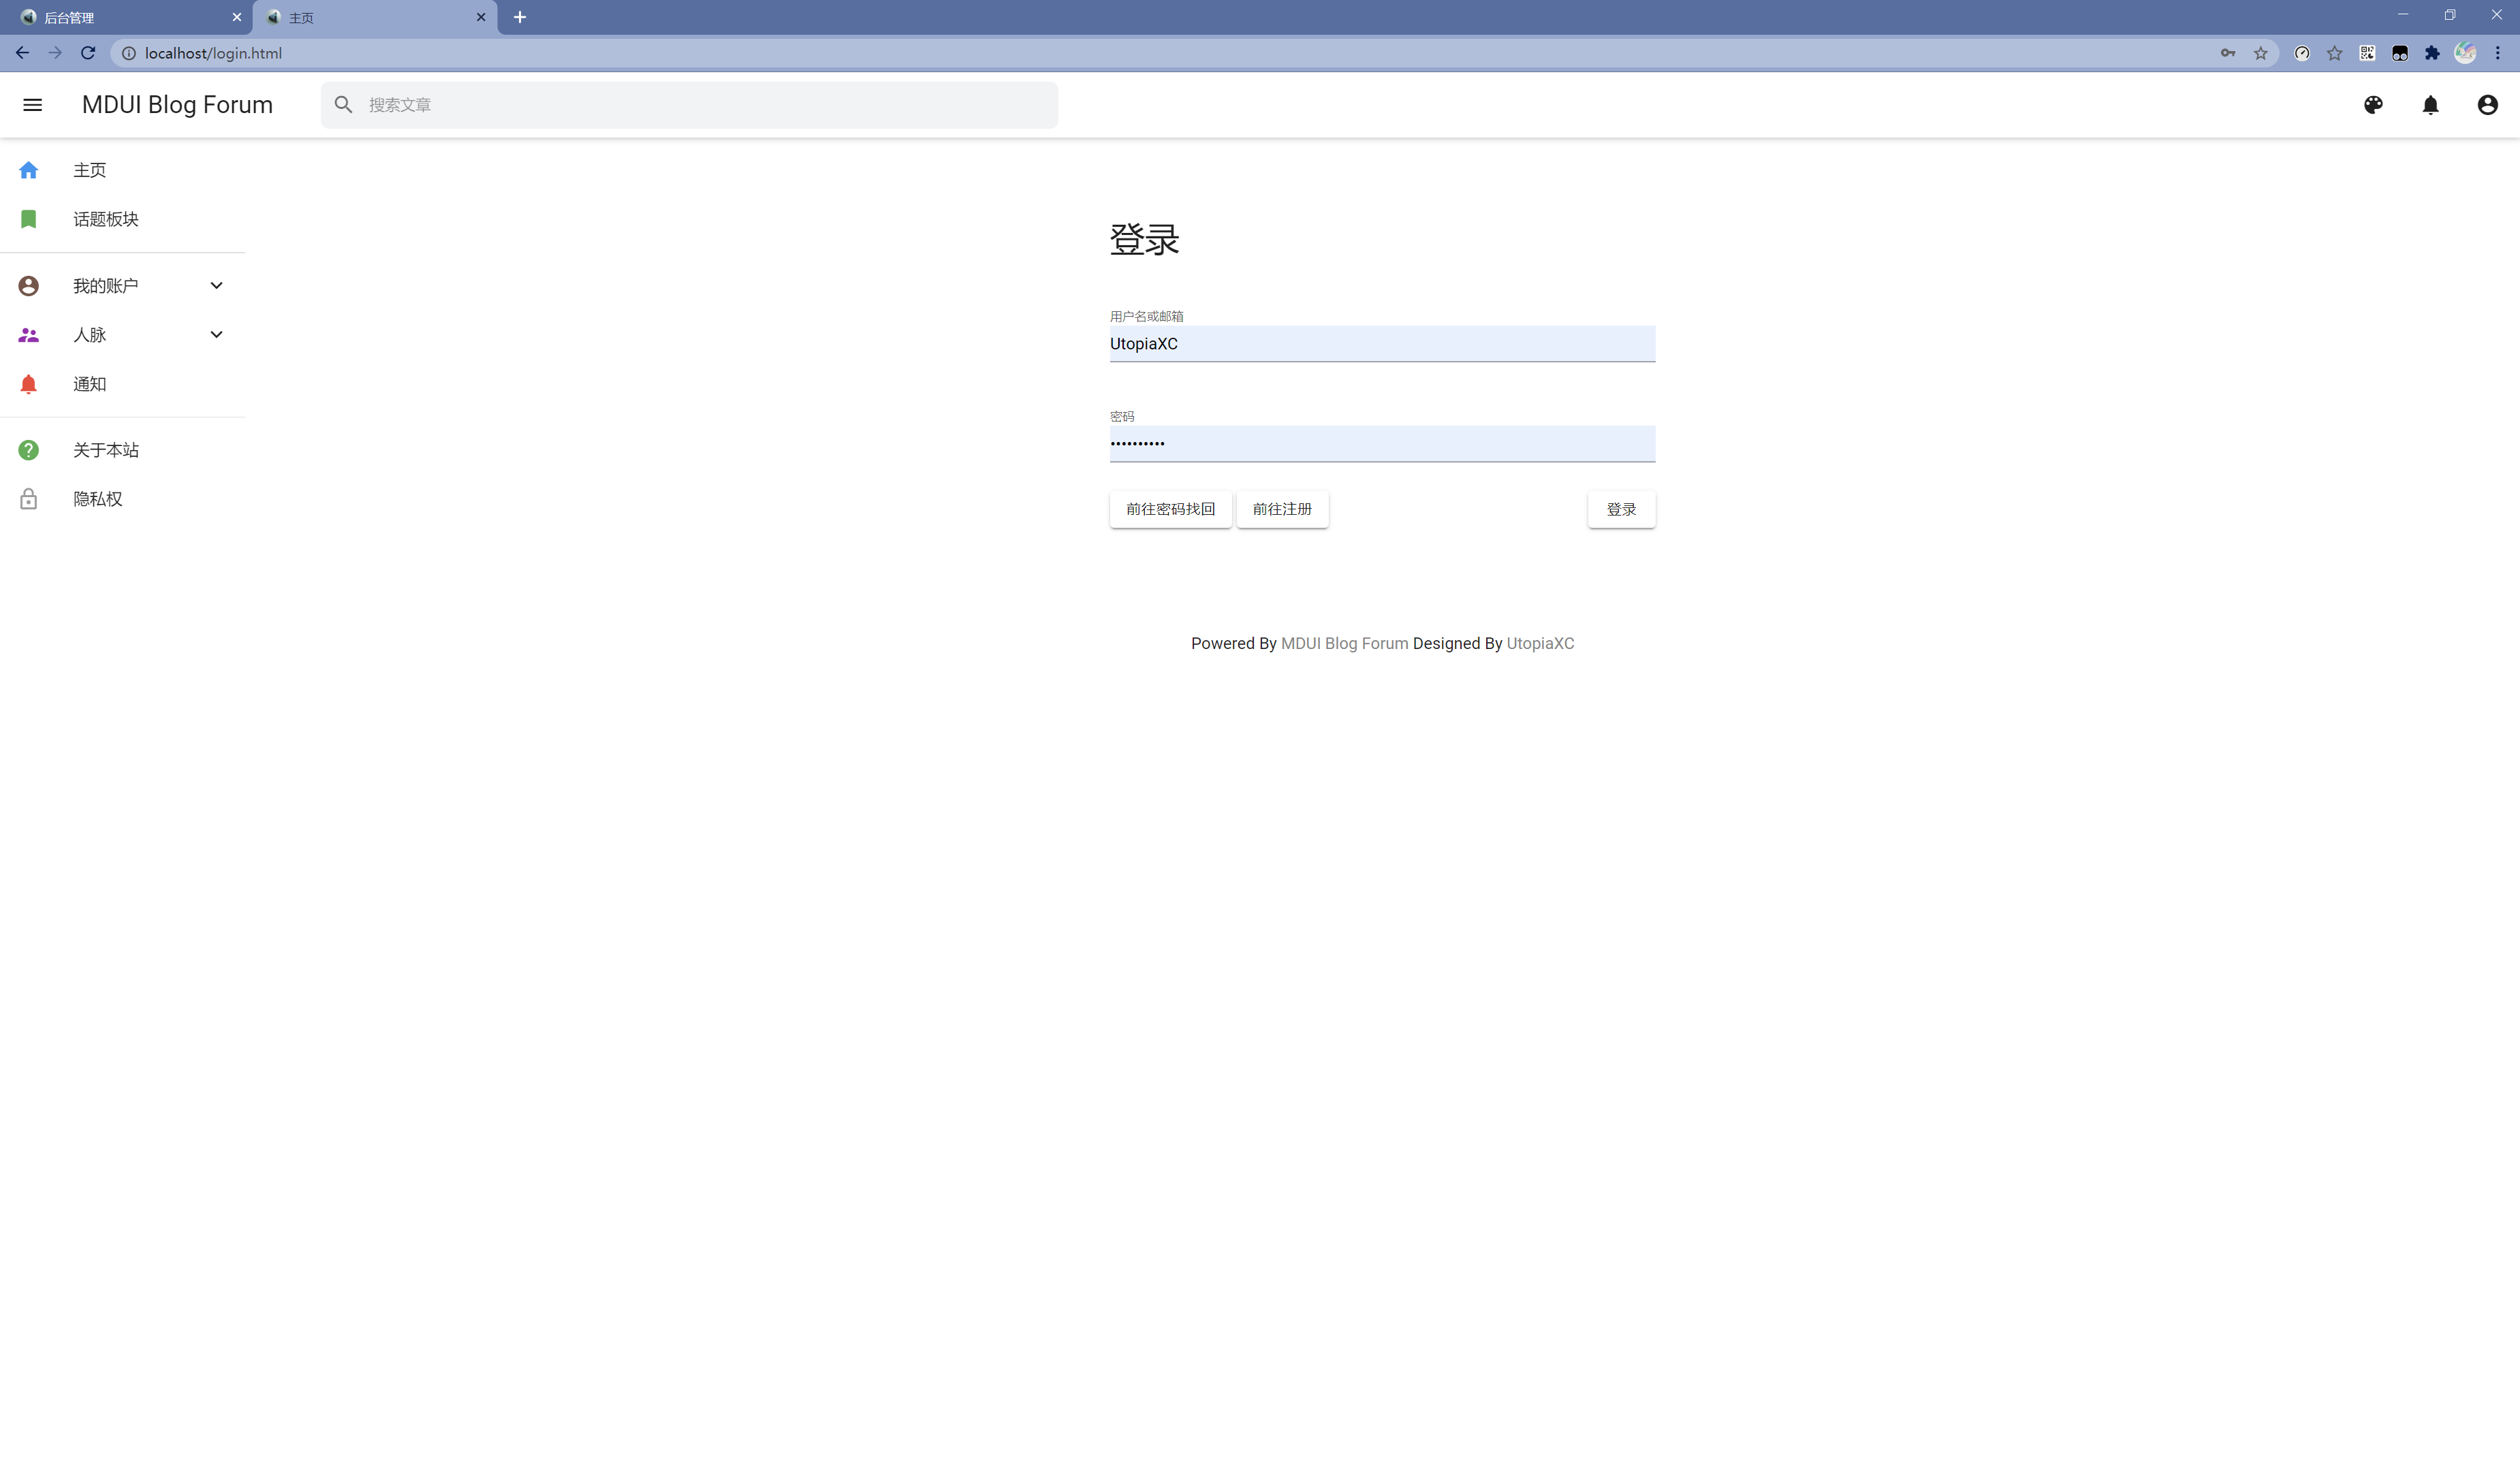 后台管理
主页
localhost/login.html
MDUI Blog Forum
搜索文章
主页
话题板块
我的账户
人脉
通知
关于本站
隐私权
登录
用户名或邮箱
UtopiaXC
密码
••••••••••
前往密码找回 前往注册 登录
Powered By MDUI Blog Forum Designed By UtopiaXC